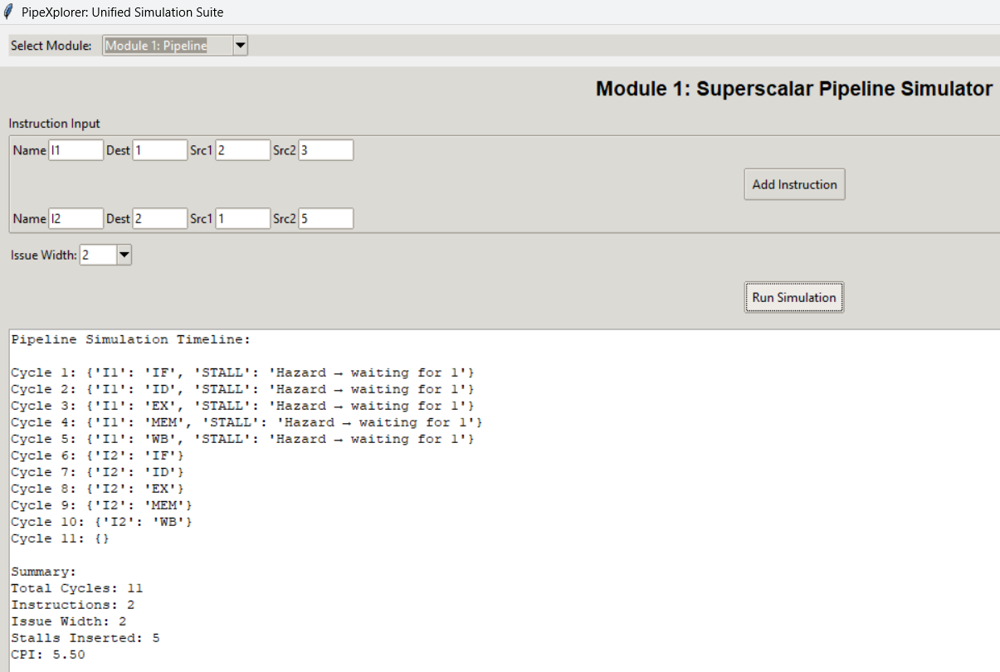 PipeXplorer: Unified Simulation Suite
Select Module: Module 1: Pipeline
Module 1: Superscalar Pipeline Simulator
Instruction Input
Name I1 Dest 1 Src1 2 Src2 3
Add Instruction
Name I2 Dest 2 Src1 1 Src2 5
Issue Width: 2
Run Simulation
Pipeline Simulation Timeline:
Cycle 1: {'I1': 'IF', 'STALL': 'Hazard → waiting for 1'}
Cycle 2: {'I1': 'ID', 'STALL': 'Hazard → waiting for 1'}
Cycle 3: {'I1': 'EX', 'STALL': 'Hazard → waiting for 1'}
Cycle 4: {'I1': 'MEM', 'STALL': 'Hazard → waiting for 1'}
Cycle 5: {'I1': 'WB', 'STALL': 'Hazard → waiting for 1'}
Cycle 6: {'I2': 'IF'}
Cycle 7: {'I2': 'ID'}
Cycle 8: {'I2': 'EX'}
Cycle 9: {'I2': 'MEM'}
Cycle 10: {'I2': 'WB'}
Cycle 11: {}
Summary:
Total Cycles: 11
Instructions: 2
Issue Width: 2
Stalls Inserted: 5
CPI: 5.50